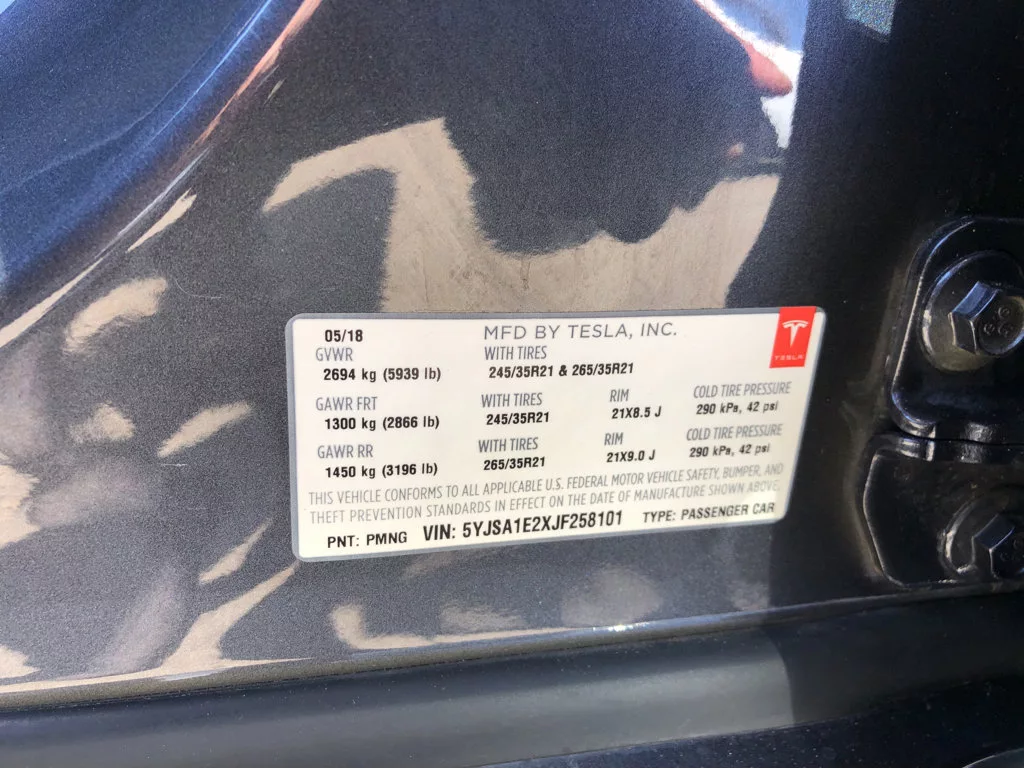 05/18 MFD BY TESLA, INC.
TESLA
GVWR WITH TIRES
2694 kg (5939 lb) 245/35R21 & 265/35R21
GAWR FRT WITH TIRES RIM COLD TIRE PRESSURE
1300 kg (2866 lb) 245/35R21 21X8.5 J 290 kPa, 42 psi
GAWR RR WITH TIRES RIM COLD TIRE PRESSURE
1450 kg (3196 lb) 265/35R21 21X9.0 J 290 kPa, 42 psi
THIS VEHICLE CONFORMS TO ALL APPLICABLE U.S. FEDERAL MOTOR VEHICLE SAFETY, BUMPER, AND
THEFT PREVENTION STANDARDS IN EFFECT ON THE DATE OF MANUFACTURE SHOWN ABOVE.
PNT: PMNG VIN: 5YJSA1E2XJF258101 TYPE: PASSENGER CAR